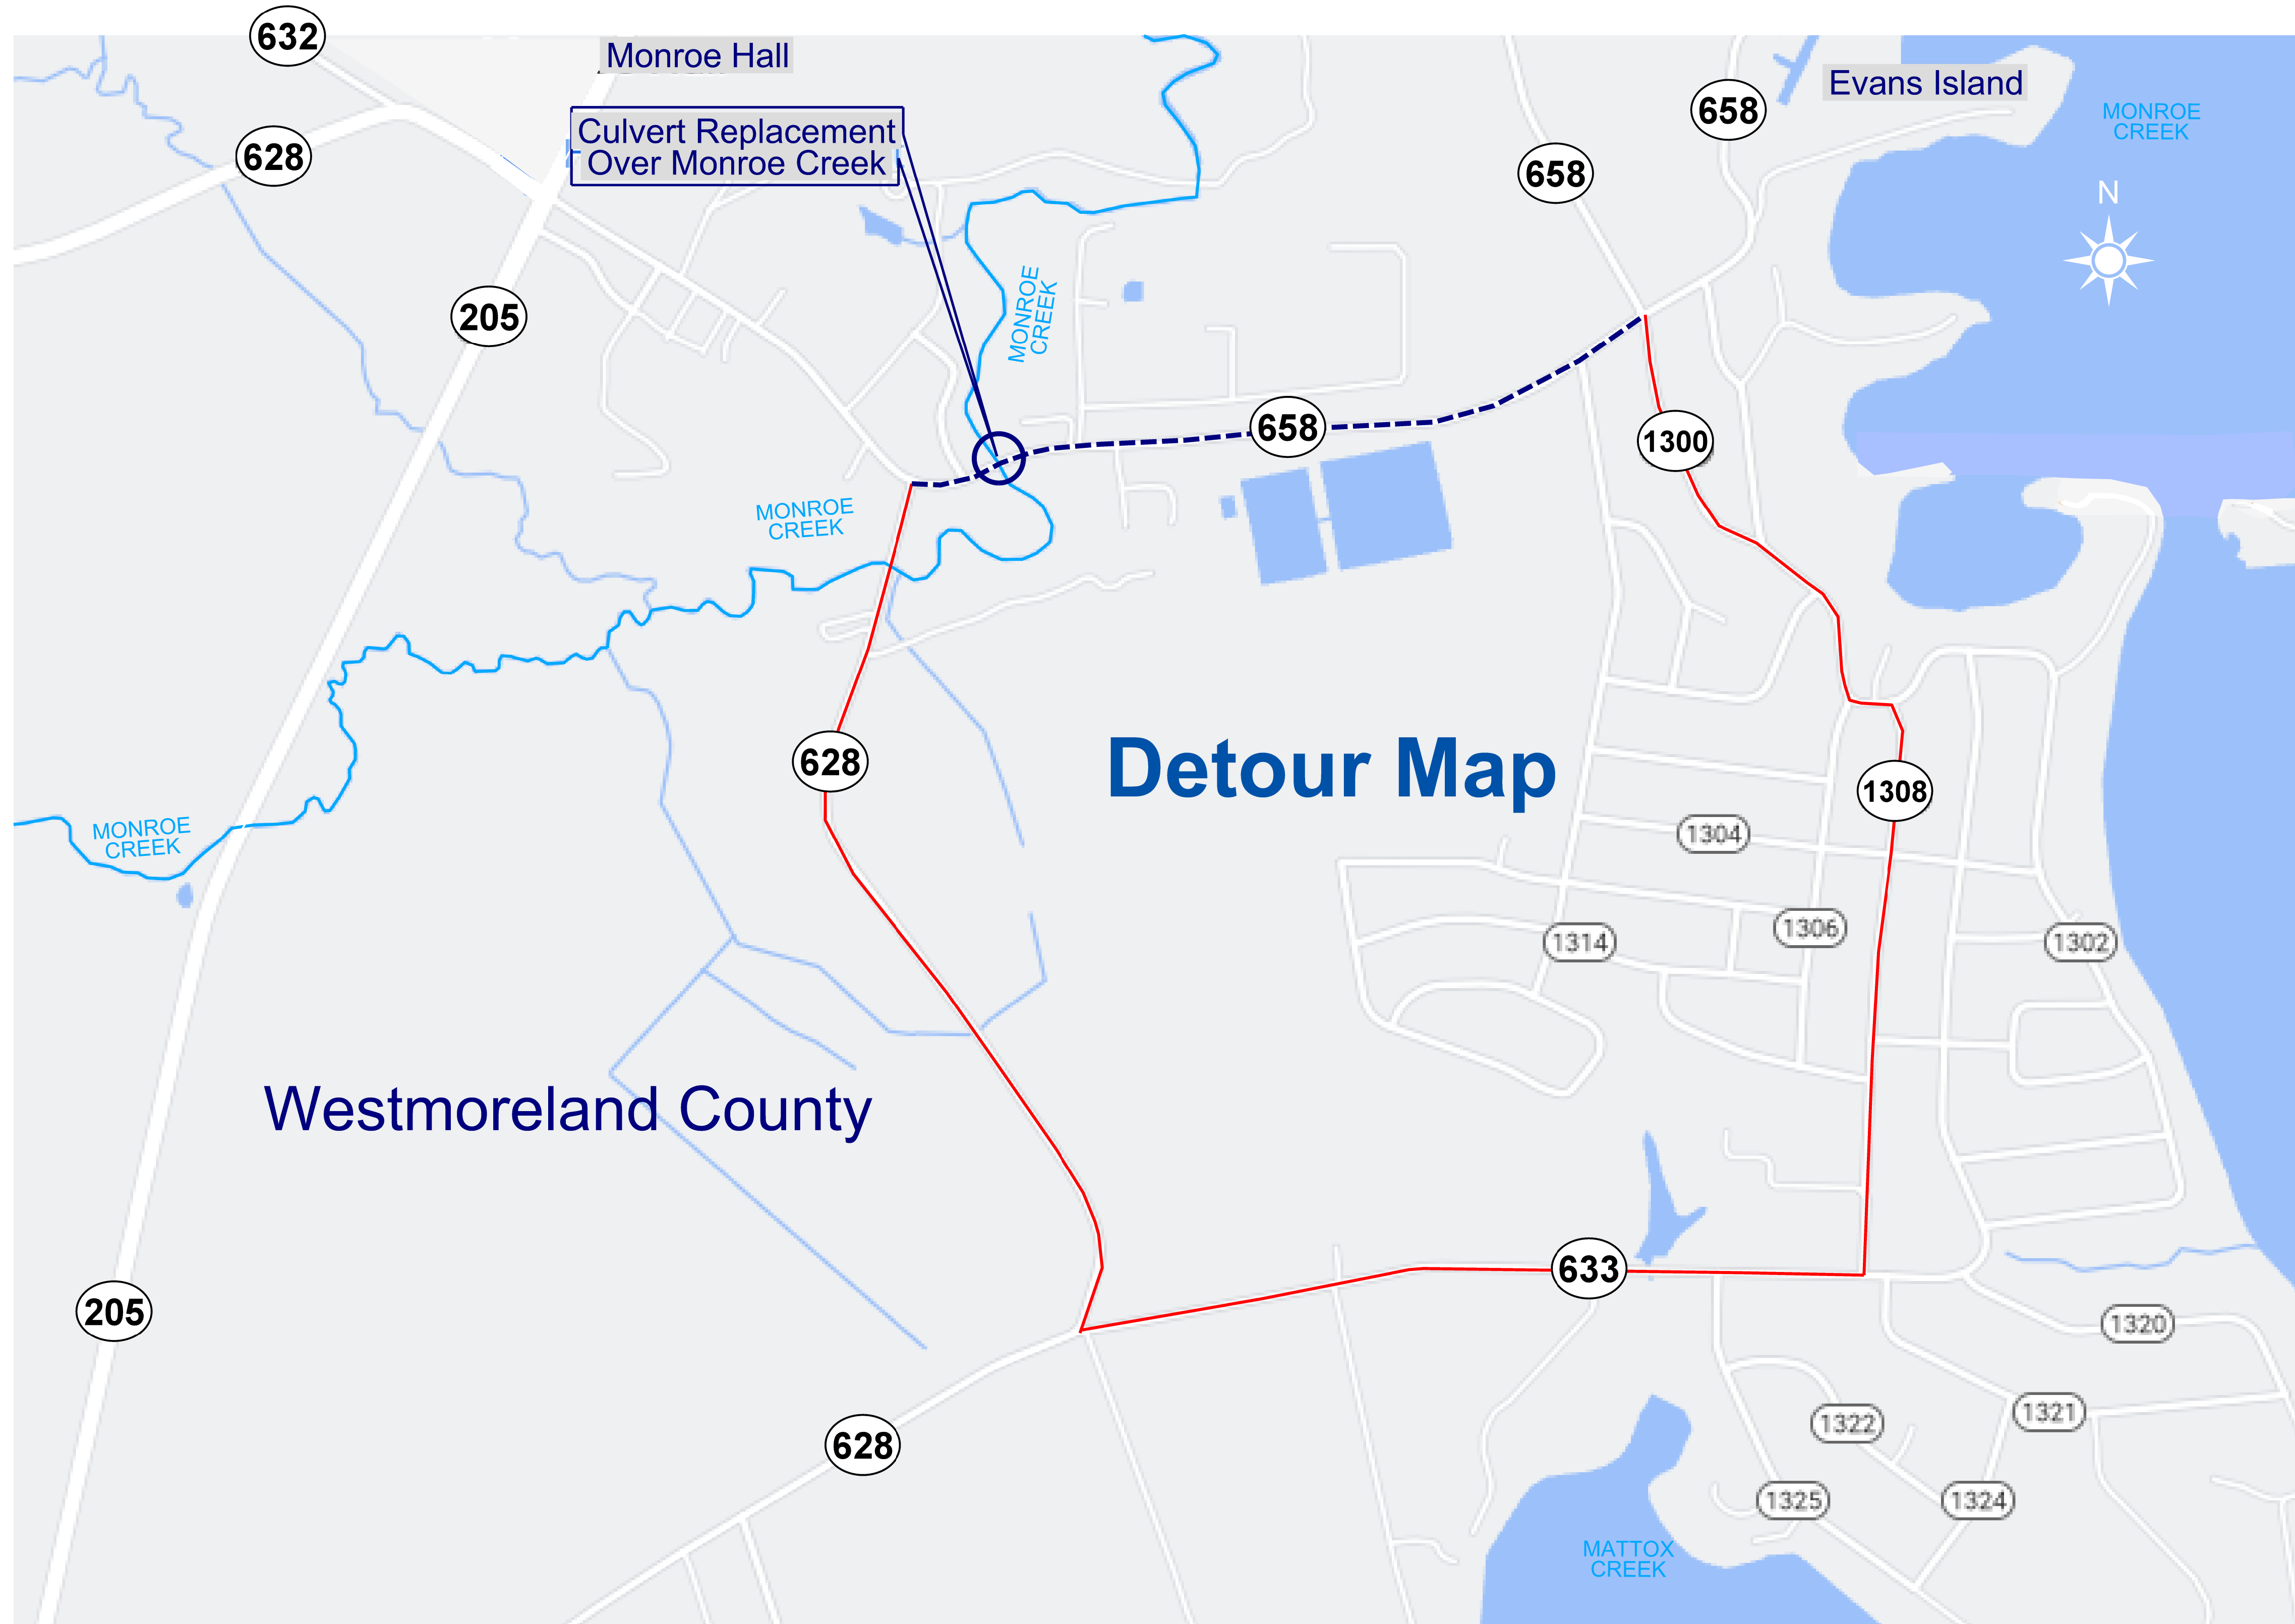 632
Monroe Hall
Evans Island
658
MONROE
CREEK
Culvert Replacement
Over Monroe Creek
628
658
N
205
MONROE
CREEK
658
1300
MONROE
CREEK
628
Detour Map
1308
MONROE
CREEK
1304
1314
1306
1302
Westmoreland County
633
205
1320
628
1322
1321
1325
1324
MATTOX
CREEK